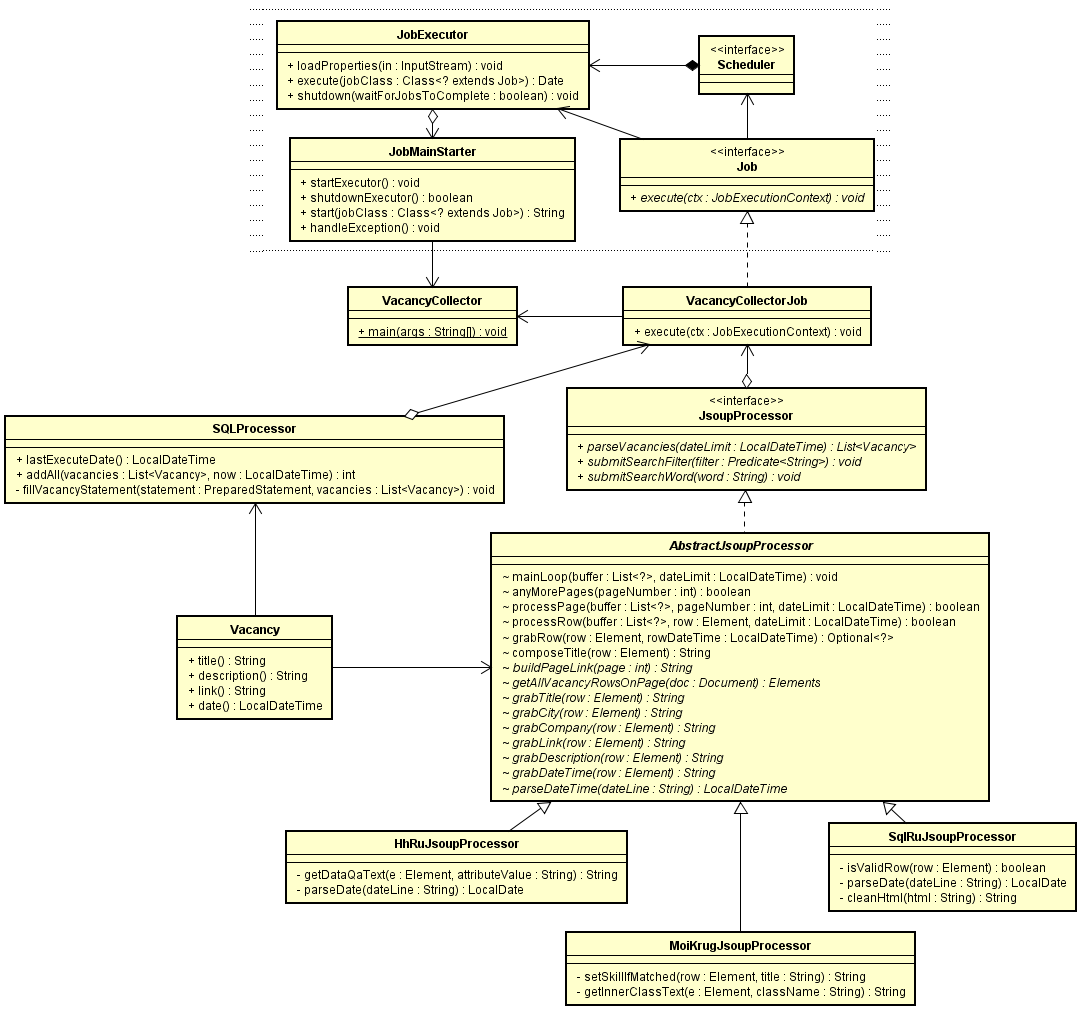 JobExecutor
+ loadProperties(in : InputStream) : void
+ execute(jobClass : Class<? extends Job>) : Date
+ shutdown(waitForJobsToComplete : boolean) : void
<<interface>>
Scheduler
JobMainStarter
+ startExecutor() : void
+ shutdownExecutor() : boolean
+ start(jobClass : Class<? extends Job>) : String
+ handleException() : void
<<interface>>
Job
+ execute(ctx : JobExecutionContext) : void
VacancyCollector
+ main(args : String[]) : void
VacancyCollectorJob
+ execute(ctx : JobExecutionContext) : void
<<interface>>
JsoupProcessor
+ parseVacancies(dateLimit : LocalDateTime) : List<Vacancy>
+ submitSearchFilter(filter : Predicate<String>) : void
+ submitSearchWord(word : String) : void
SQLProcessor
+ lastExecuteDate() : LocalDateTime
+ addAll(vacancies : List<Vacancy>, now : LocalDateTime) : int
- fillVacancyStatement(statement : PreparedStatement, vacancies : List<Vacancy>) : void
AbstractJsoupProcessor
~ mainLoop(buffer : List<?>, dateLimit : LocalDateTime) : void
~ anyMorePages(pageNumber : int) : boolean
~ processPage(buffer : List<?>, pageNumber : int, dateLimit : LocalDateTime) : boolean
~ processRow(buffer : List<?>, row : Element, dateLimit : LocalDateTime) : boolean
~ grabRow(row : Element, rowDateTime : LocalDateTime) : Optional<?>
~ composeTitle(row : Element) : String
~ buildPageLink(page : int) : String
~ getAllVacancyRowsOnPage(doc : Document) : Elements
~ grabTitle(row : Element) : String
~ grabCity(row : Element) : String
~ grabCompany(row : Element) : String
~ grabLink(row : Element) : String
~ grabDescription(row : Element) : String
~ grabDateTime(row : Element) : String
~ parseDateTime(dateLine : String) : LocalDateTime
Vacancy
+ title() : String
+ description() : String
+ link() : String
+ date() : LocalDateTime
HhRuJsoupProcessor
- getDataQaText(e : Element, attributeValue : String) : String
- parseDate(dateLine : String) : LocalDate
SqlRuJsoupProcessor
- isValidRow(row : Element) : boolean
- parseDate(dateLine : String) : LocalDate
- cleanHtml(html : String) : String
MoiKrugJsoupProcessor
- setSkillIfMatched(row : Element, title : String) : String
- getInnerClassText(e : Element, className : String) : String